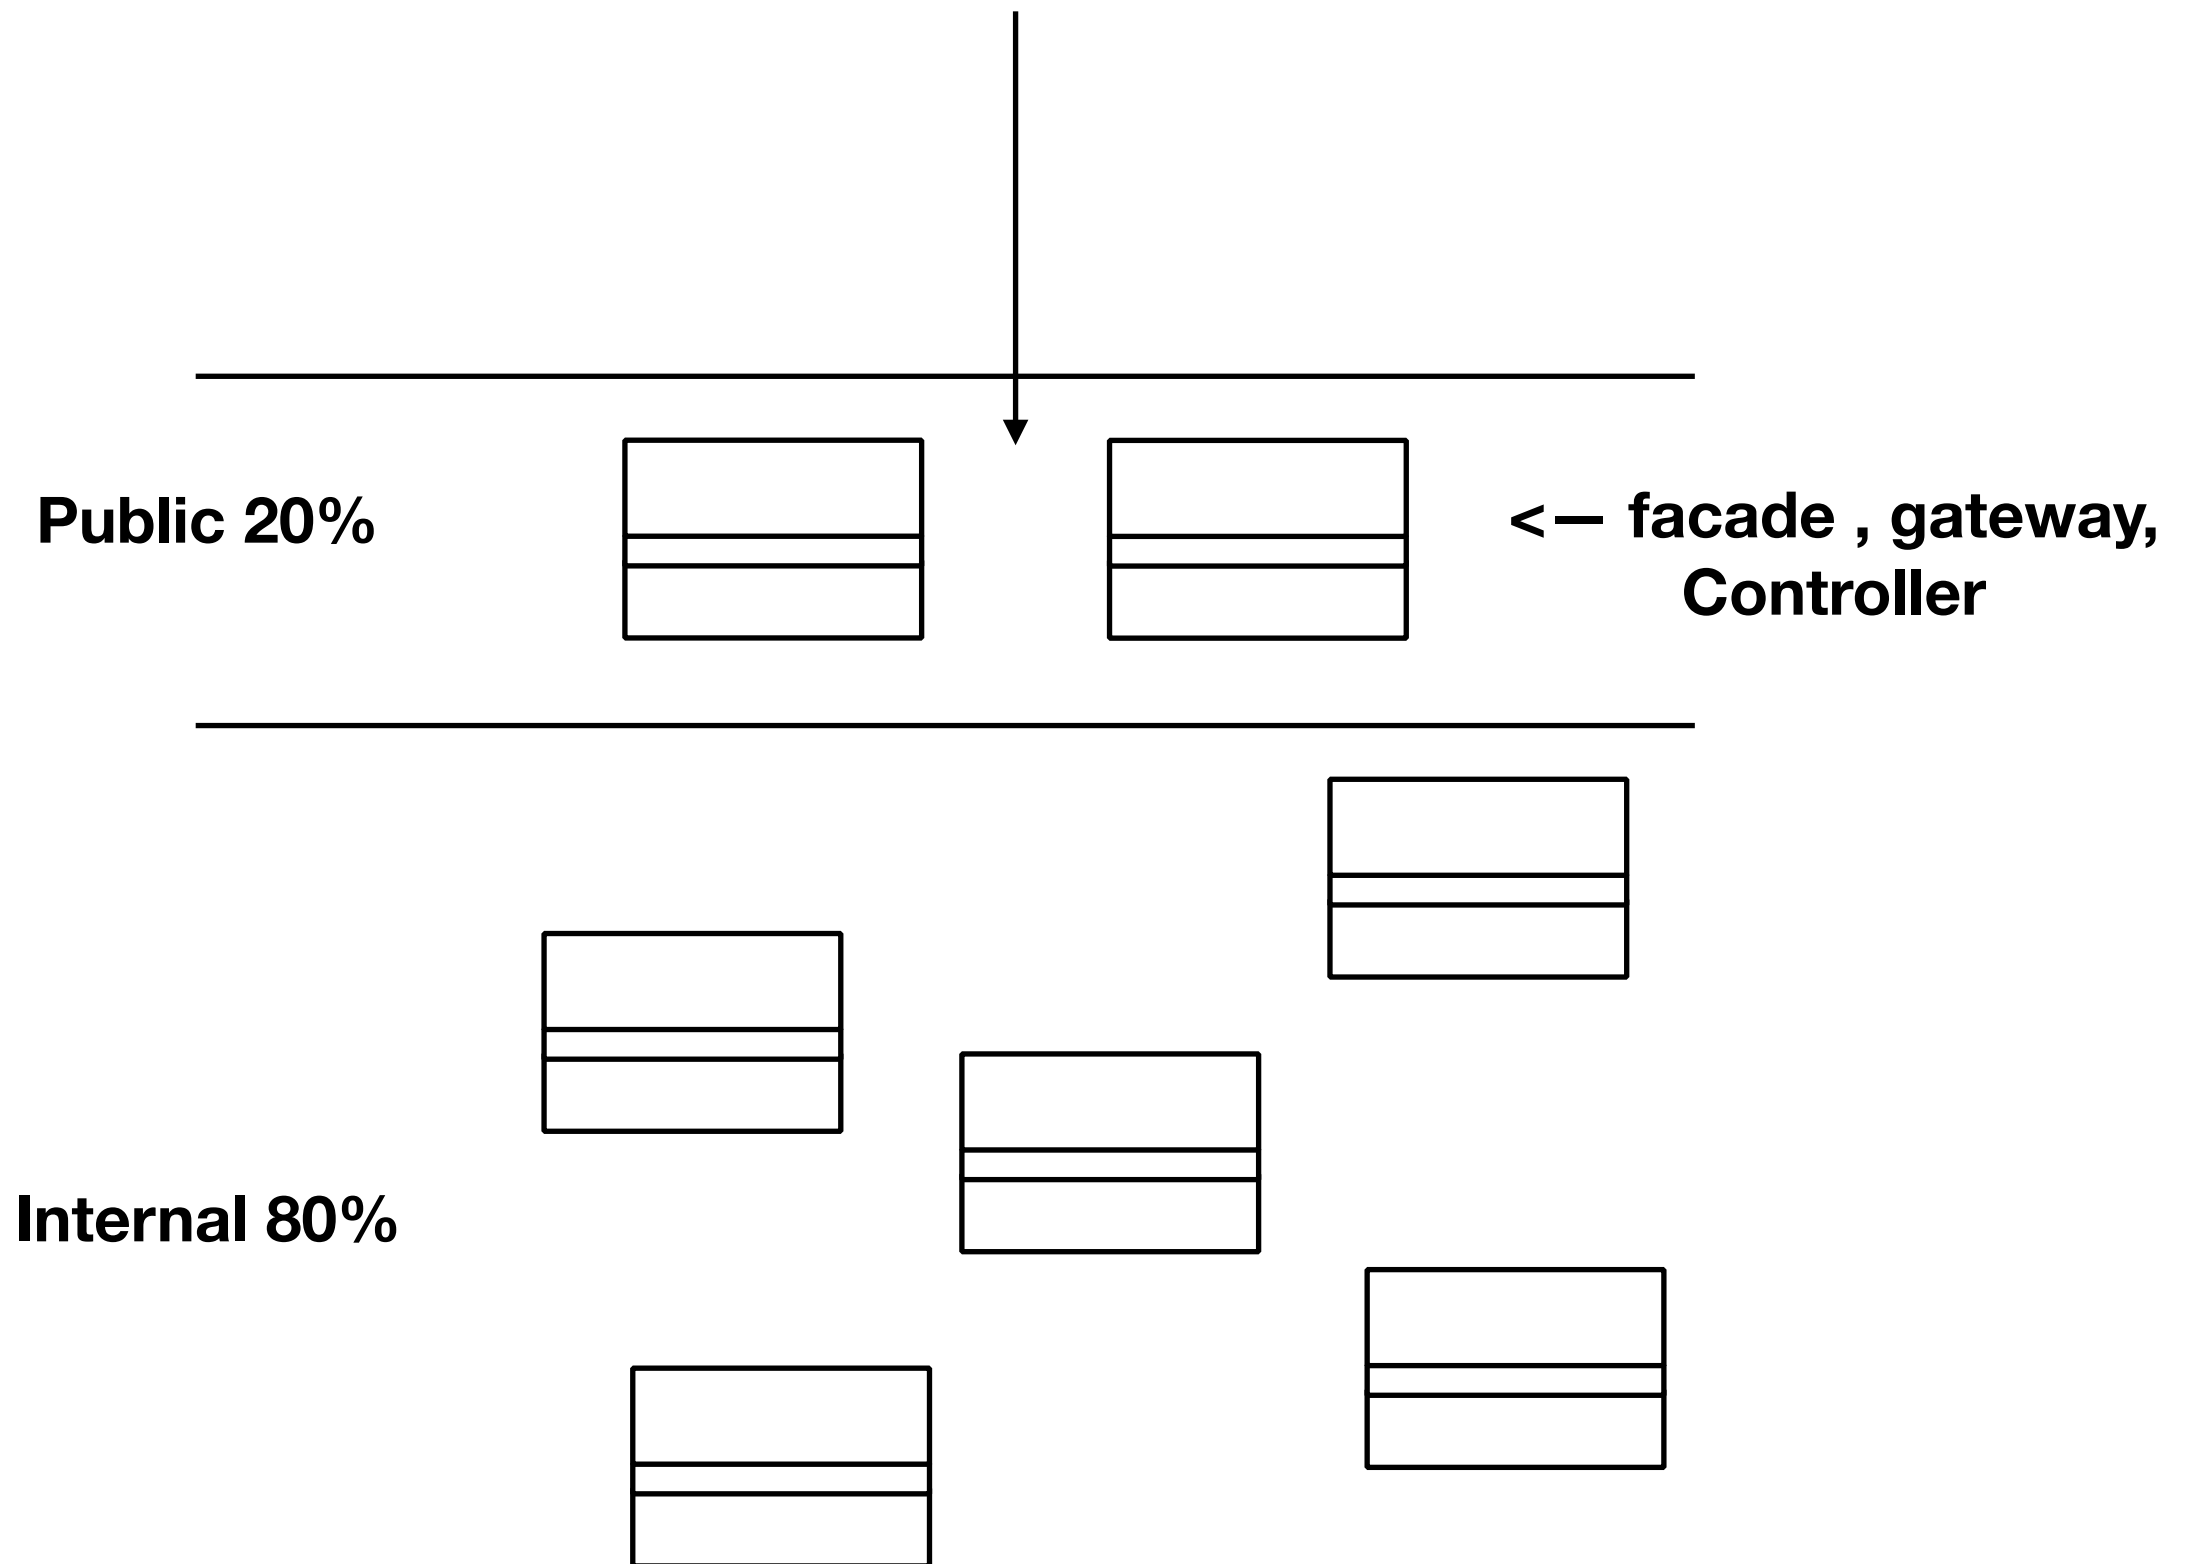 Public 20%
<— facade , gateway,
Controller
Internal 80%